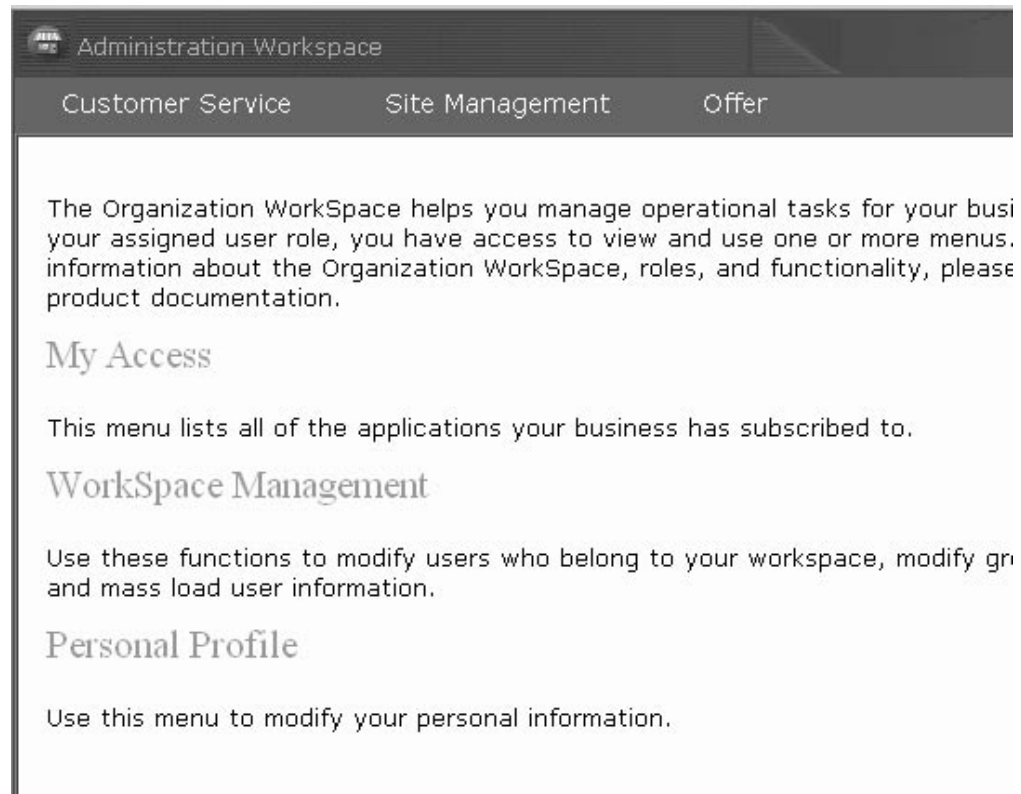 Administration Workspace
Customer Service Site Management Offer
The Organization WorkSpace helps you manage operational tasks for your busi
your assigned user role, you have access to view and use one or more menus.
information about the Organization WorkSpace, roles, and functionality, please
product documentation.
My Access
This menu lists all of the applications your business has subscribed to.
WorkSpace Management
Use these functions to modify users who belong to your workspace, modify gr
and mass load user information.
Personal Profile
Use this menu to modify your personal information.